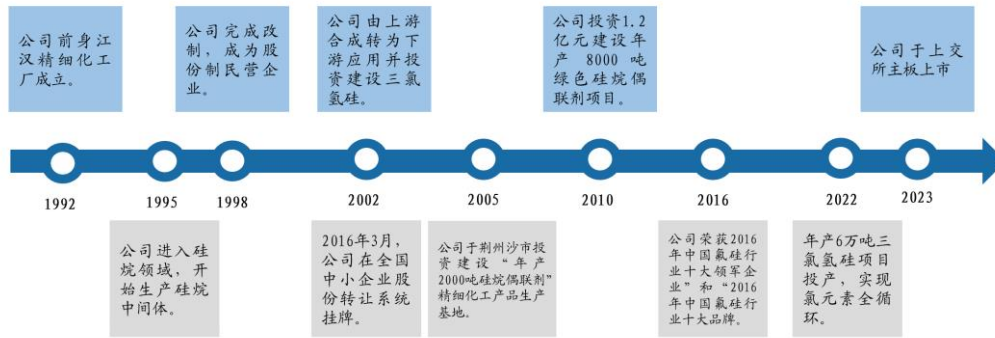 公司前身江
汉精细化工
厂成立。
公司完成改
制，成为股
份制民营企
业。
公司由上游
合成转为下
游应用并投
资建设三氯
氢硅。
公司投资1.2
亿元建设年
产 8000 吨
绿色硅烷偶
联剂项目。
公司于上交
所主板上市
1992
1995
1998
2002
2005
2010
2016
2022
2023
公司进入硅
烷领域，开
始生产硅烷
中间体。
2016年3月，
公司在全国
中小企业股
份转让系统
挂牌。
公司于荆州沙市投
资建设“年产
2000吨硅烷偶联剂”
精细化工产品生产
基地。
公司荣获2016
年中国氟硅行
业十大领军企
业”和“2016
年中国氟硅行
业十大品牌。
年产6万吨三
氯氢硅项目
投产，实现
氯元素全循
环。